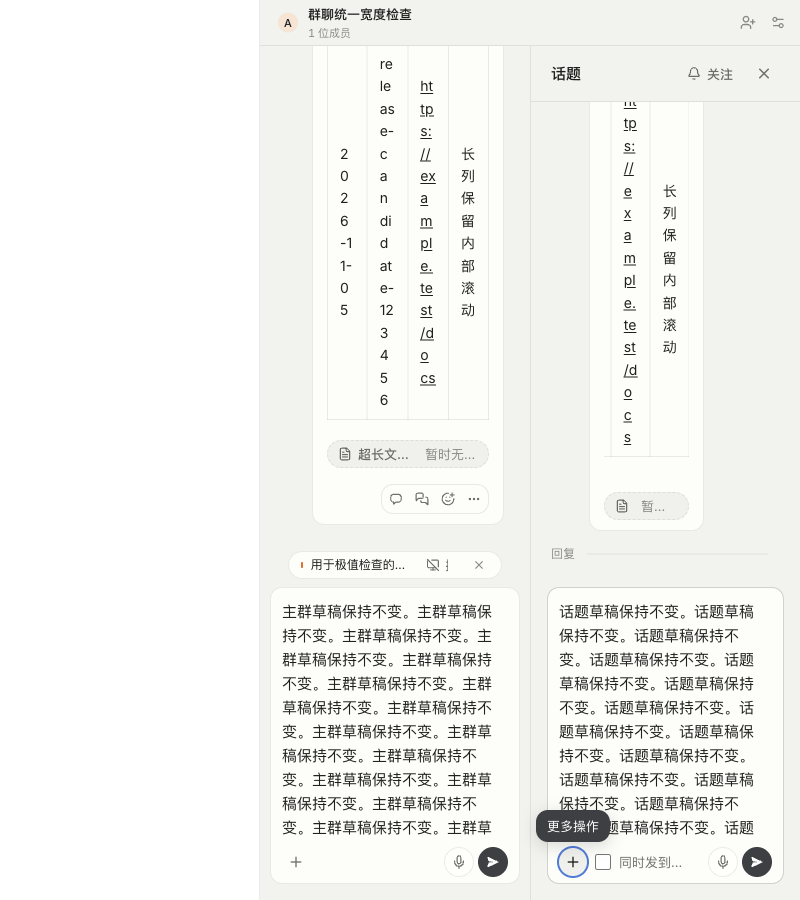 A
群聊统一宽度检查
1 位成员
2
0
2
6
-1
1-
0
5
re
le
as
e-
c
a
n
di
d
at
e-
12
3
4
5
6
ht
tp
s:
//
ex
a
m
pl
e.
te
st
/d
o
cs
长
列
保
留
内
部
滚
动
超长文... 暂时无...
用于极值检查的...
主群草稿保持不变。主群草稿保
持不变。主群草稿保持不变。主
群草稿保持不变。主群草稿保持
不变。主群草稿保持不变。主群
草稿保持不变。主群草稿保持不
变。主群草稿保持不变。主群草
稿保持不变。主群草稿保持不
变。主群草稿保持不变。主群草
稿保持不变。主群草稿保持不
变。主群草稿保持不变。主群草
话题
关注
ht
tp
s:
//
e
x
a
m
pl
e.
te
st
/d
o
c
s
长
列
保
留
内
部
滚
动
暂...
回复
话题草稿保持不变。话题草稿
保持不变。话题草稿保持不
变。话题草稿保持不变。话题
草稿保持不变。话题草稿保持
不变。话题草稿保持不变。话
题草稿保持不变。话题草稿保
持不变。话题草稿保持不变。
话题草稿保持不变。话题草稿
保持不变。话题草稿保持不
题草稿保持不变。话题
更多操作
同时发到...